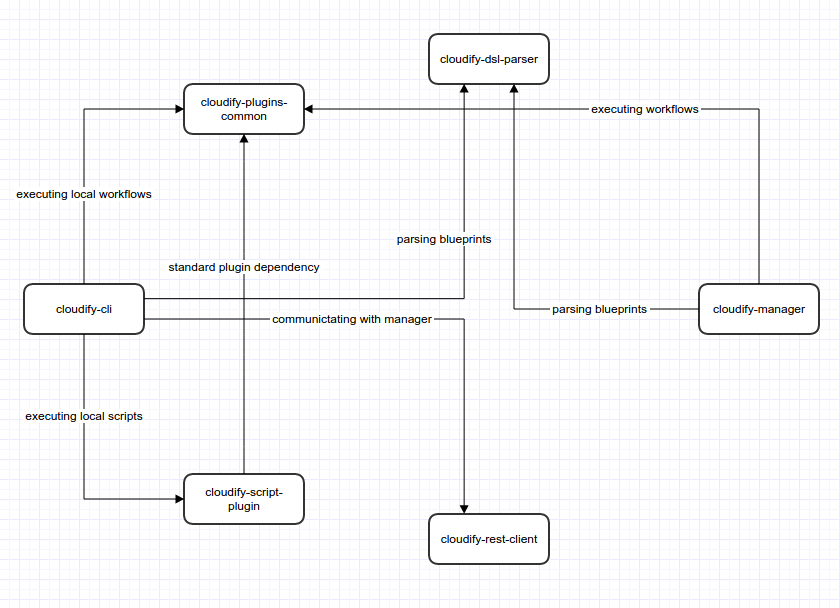 cloudify-dsl-parser
cloudify-plugins-
common
executing workflows
executing local workflows
parsing blueprints
standard plugin dependency
cloudify-cli
parsing blueprints
cloudify-manager
communictating with manager
executing local scripts
cloudify-script-
plugin
cloudify-rest-client